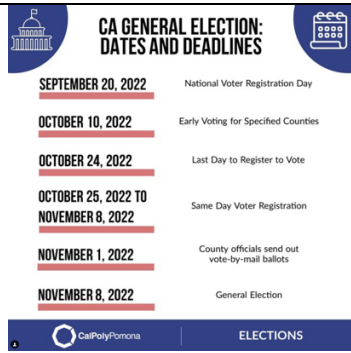 CA GENERAL ELECTION:
DATES AND DEADLINES
SEPTEMBER 20, 2022
National Voter Registration Day
OCTOBER 10, 2022
Early Voting for Specified Counties
OCTOBER 24, 2022
Last Day to Register to Vote
OCTOBER 25, 2022 TO
NOVEMBER 8, 2022
Same Day Voter Registration
NOVEMBER 1, 2022
County officials send out
vote-by-mail ballots
NOVEMBER 8, 2022
General Election
CalPolyPomona
ELECTIONS